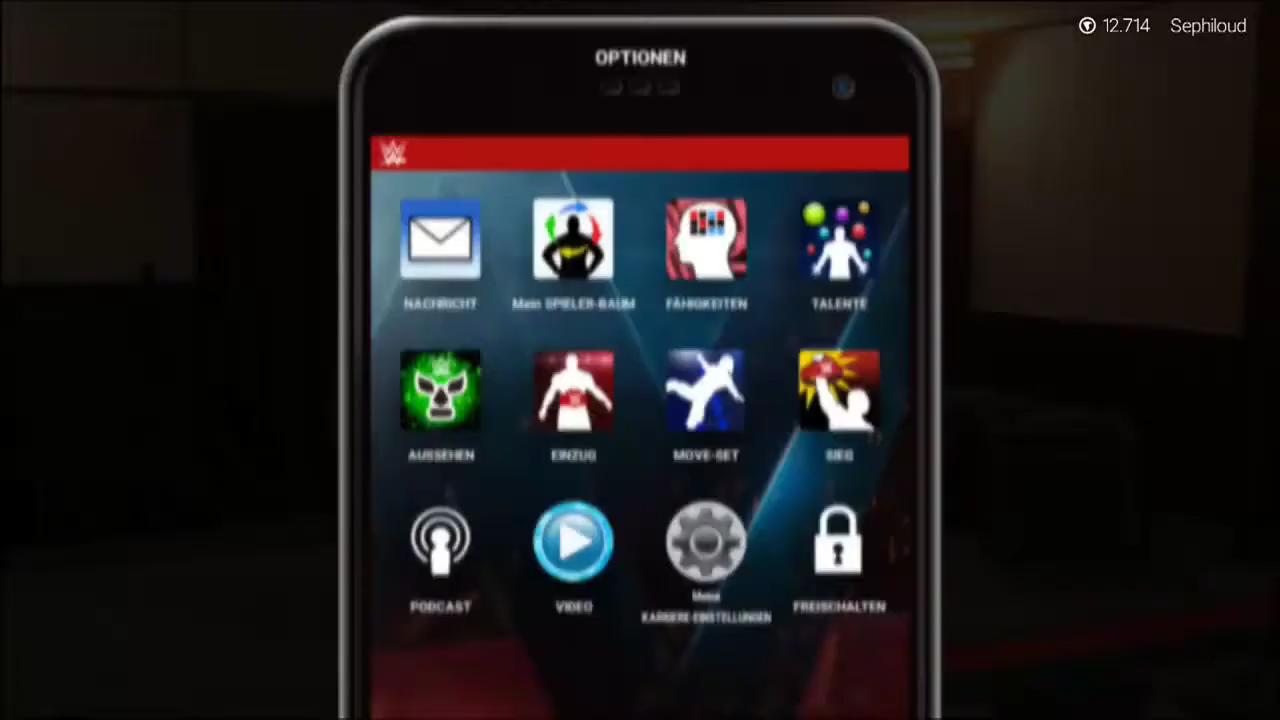 12.714 Sephiloud
OPTIONEN
NACHRICHT
Mein SPIELER-BAUM
FÄHIGKEITEN
TALENTE
AUSSEHEN
EINZUG
MOVE-SET
SIEG
PODCAST
VIDEO
Meine
KARRIERE-EINSTELLUNGEN
FREISCHALTEN